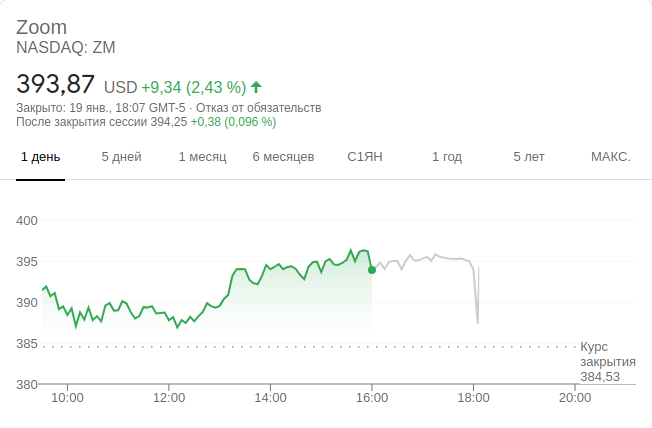 Zoom
NASDAQ: ZM
393,87 USD +9,34 (2,43 %)
Закрыто: 19 янв., 18:07 GMT-5 · Отказ от обязательств
После закрытия сессии 394,25 +0,38 (0,096 %)
1 день 5 дней 1 месяц 6 месяцев С1ЯН 1 год 5 лет МАКС.
400
395
390
385
Курс
закрытия
384,53
380
10:00 12:00 14:00 16:00 18:00 20:00